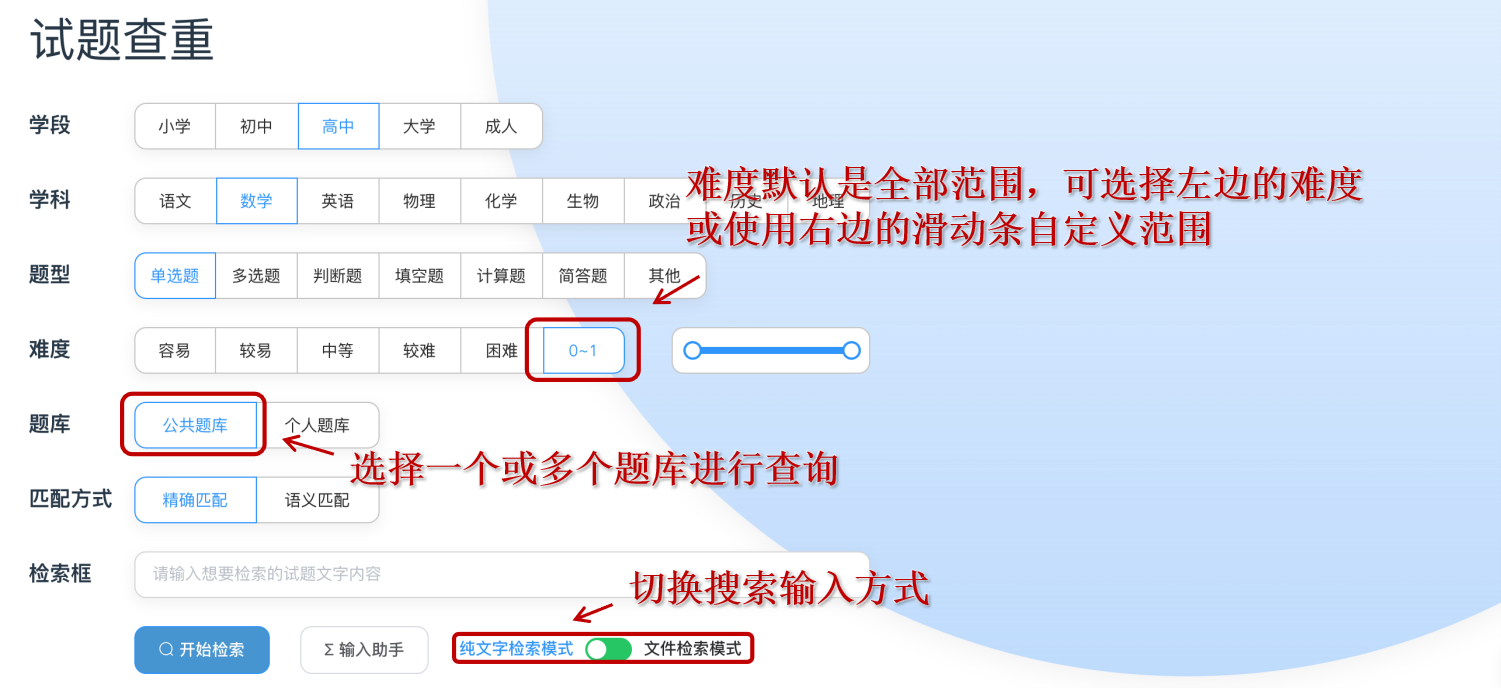 试题查重
学段 小学 初中 高中 大学 成人
难度默认是全部范围，可选择左边的难度
或使用右边的滑动条自定义范围
学科 语文 数学 英语 物理 化学 生物 政治 历史 地理
题型 单选题 多选题 判断题 填空题 计算题 简答题 其他
难度 容易 较易 中等 较难 困难 0~1
题库 公共题库 个人题库
选择一个或多个题库进行查询
匹配方式 精确匹配 语义匹配
检索框 请输入想要检索的试题文字内容
切换搜索输入方式
开始检索 Σ 输入助手 纯文字检索模式 文件检索模式